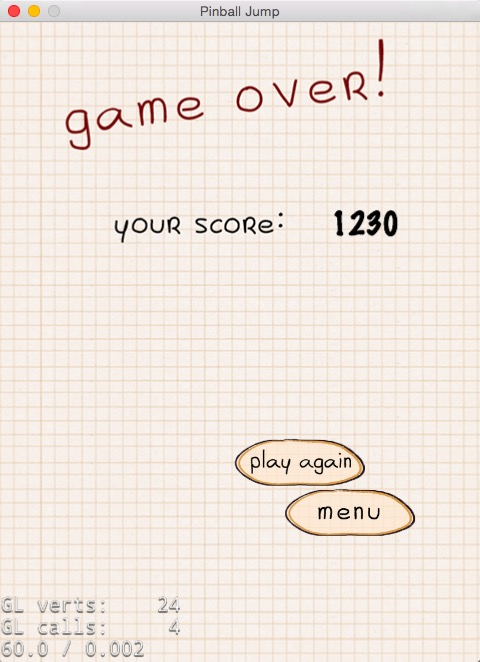 Pinball Jump
game over!
your score: 1230
play again
menu
GL verts: 24
GL calls: 4
60.0 / 0.002